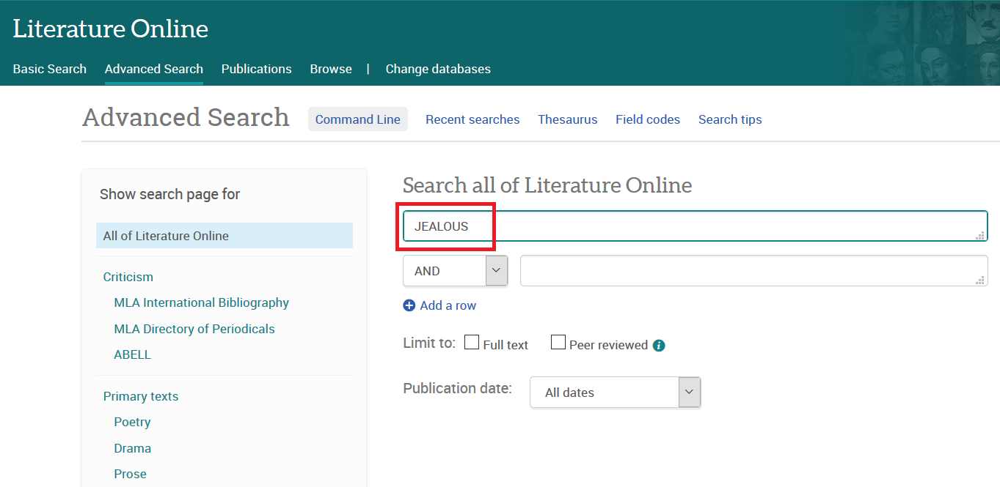 Literature Online
Basic Search Advanced Search Publications Browse | Change databases
Advanced Search Command Line Recent searches Thesaurus Field codes Search tips
Show search page for
All of Literature Online
Criticism
MLA International Bibliography
MLA Directory of Periodicals
ABELL
Primary texts
Poetry
Drama
Prose
Search all of Literature Online
JEALOUS
AND
Add a row
Limit to: Full text Peer reviewed i
Publication date: All dates